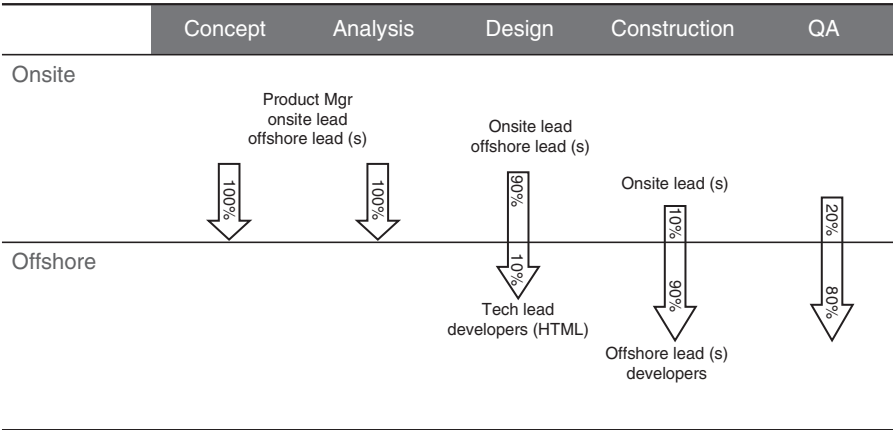 Concept Analysis Design Construction QA
Onsite
Product Mgr
onsite lead
offshore lead (s)
Onsite lead
offshore lead (s)
Onsite lead (s)
100%
100%
90%
10%
20%
Offshore
10%
90%
80%
Tech lead
developers (HTML)
Offshore lead (s)
developers